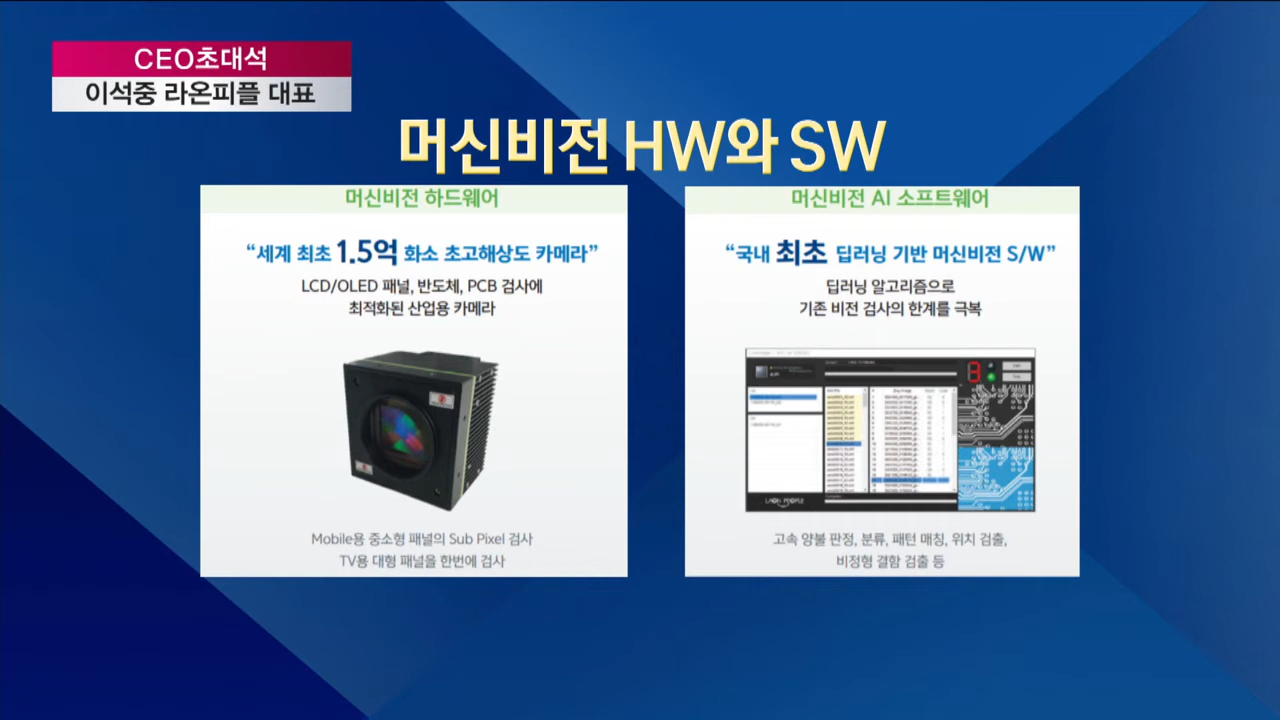 CEO초대석
이석중 라온피플 대표
머신비전 HW와 SW
머신비전 하드웨어
“세계 최초 1.5억 화소 초고해상도 카메라”
LCD/OLED 패널, 반도체, PCB 검사에
최적화된 산업용 카메라
Mobile용 중소형 패널의 Sub Pixel 검사
TV용 대형 패널을 한번에 검사
머신비전 AI 소프트웨어
“국내 최초 딥러닝 기반 머신비전 S/W”
딥러닝 알고리즘으로
기존 비전 검사의 한계를 극복
LAON PEOPLE
고속 양불 판정, 분류, 패턴 매칭, 위치 검출,
비정형 결함 검출 등